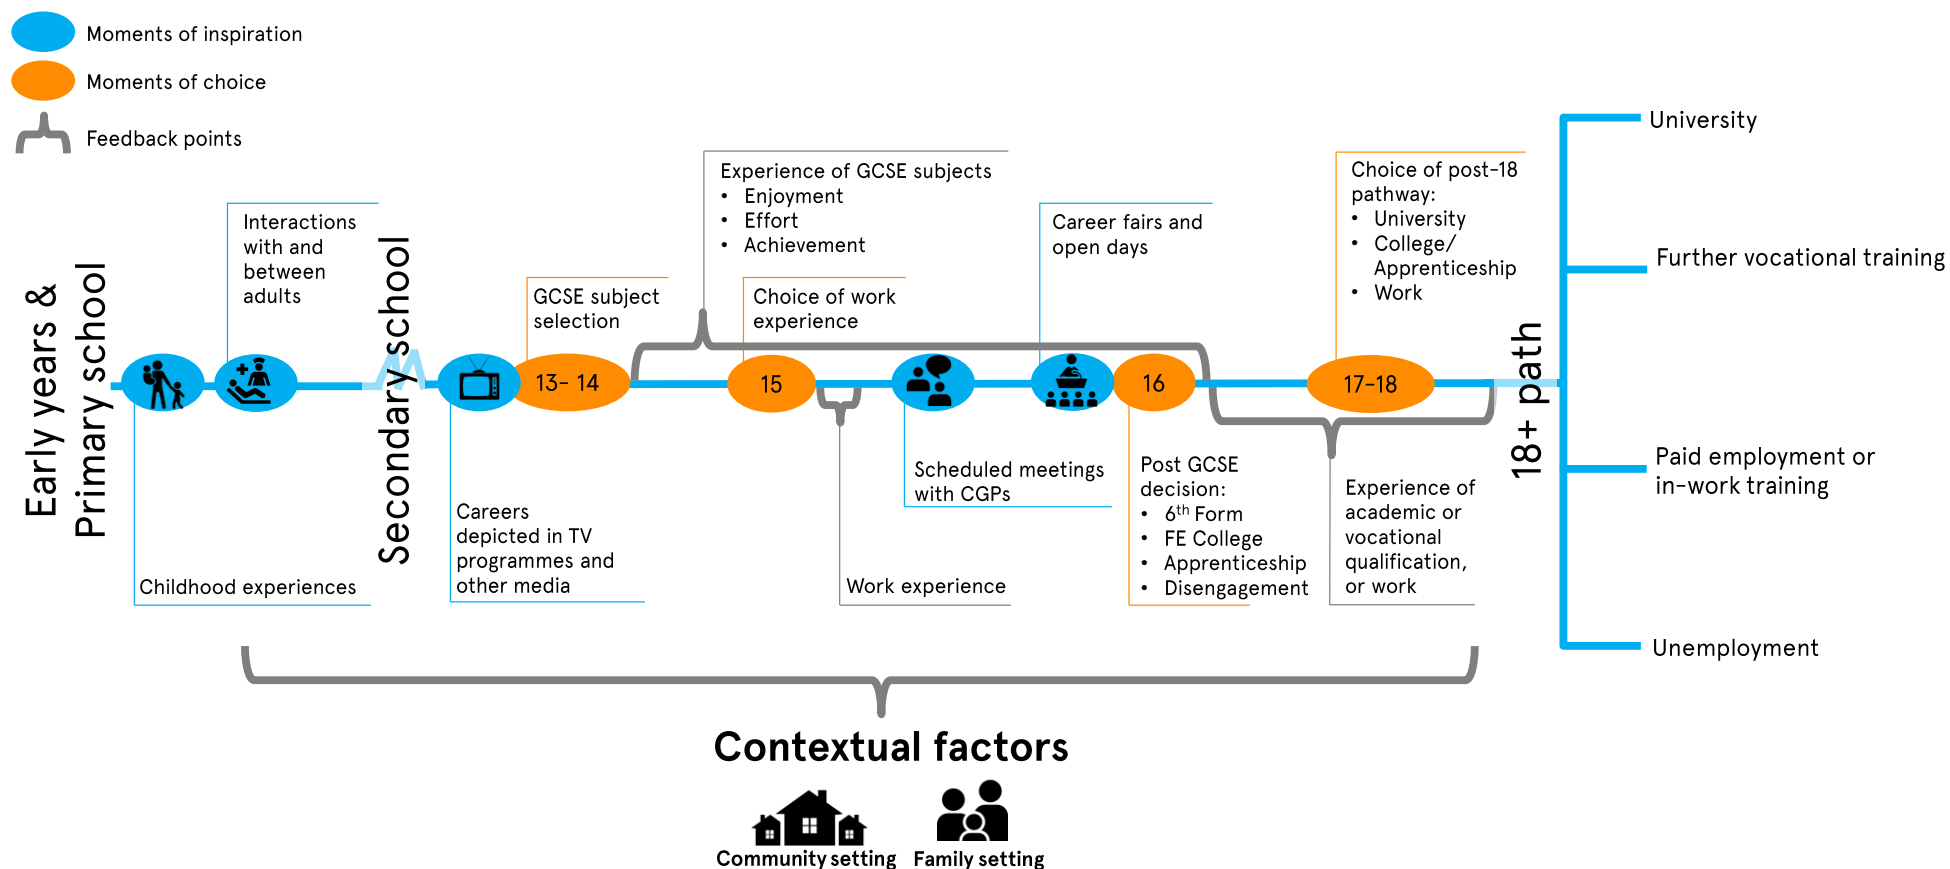 Moments of inspiration
Moments of choice
Feedback points
Early years &
Primary school
Interactions
with and
between
adults
Childhood experiences
Secondary school
Careers
depicted in TV
programmes and
other media
GCSE subject
selection
13- 14
Experience of GCSE subjects
• Enjoyment
• Effort
• Achievement
Choice of work
experience
15
Work experience
Scheduled meetings
with CGPs
Career fairs and
open days
16
Post GCSE
decision:
• 6th Form
• FE College
• Apprenticeship
• Disengagement
Choice of post-18
pathway:
• University
• College/
Apprenticeship
• Work
17-18
Experience of
academic or
vocational
qualification,
or work
18+ path
University
Further vocational training
Paid employment or
in-work training
Unemployment
Contextual factors
Community setting
Family setting